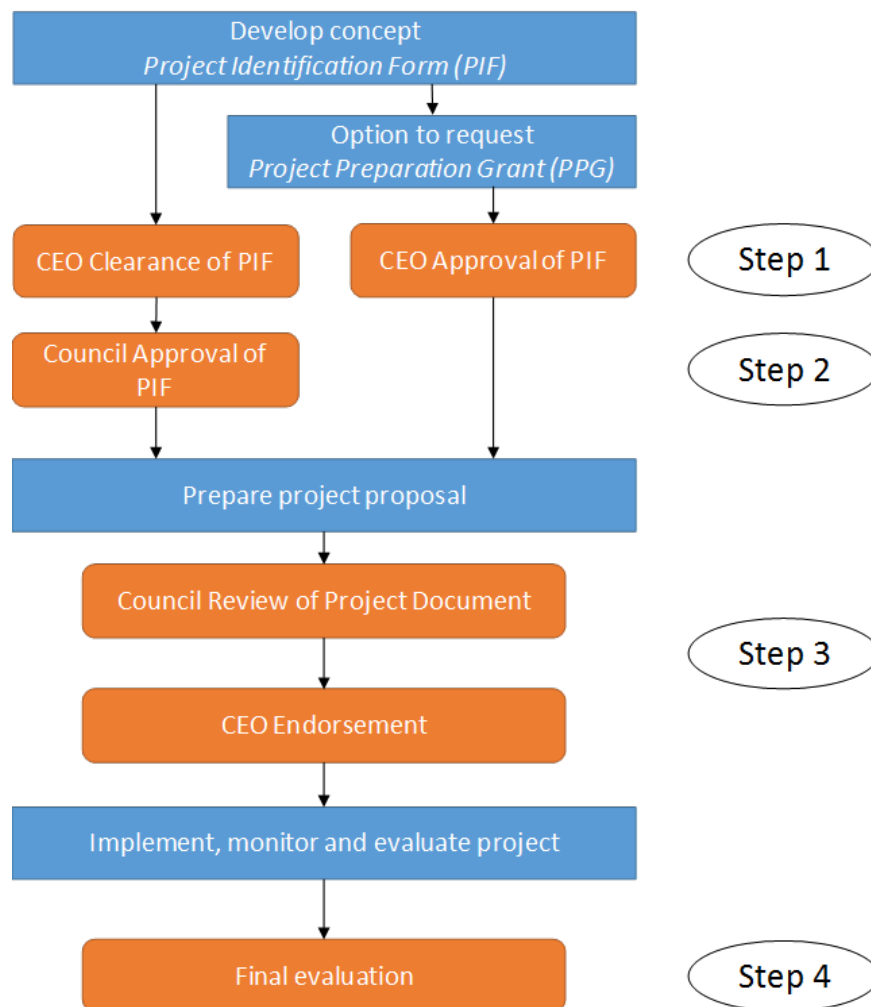 Develop concept
Project Identification Form (PIF)
Option to request
Project Preparation Grant (PPG)
CEO Clearance of PIF
CEO Approval of PIF
Step 1
Council Approval of
PIF
Step 2
Prepare project proposal
Council Review of Project Document
Step 3
CEO Endorsement
Implement, monitor and evaluate project
Final evaluation
Step 4